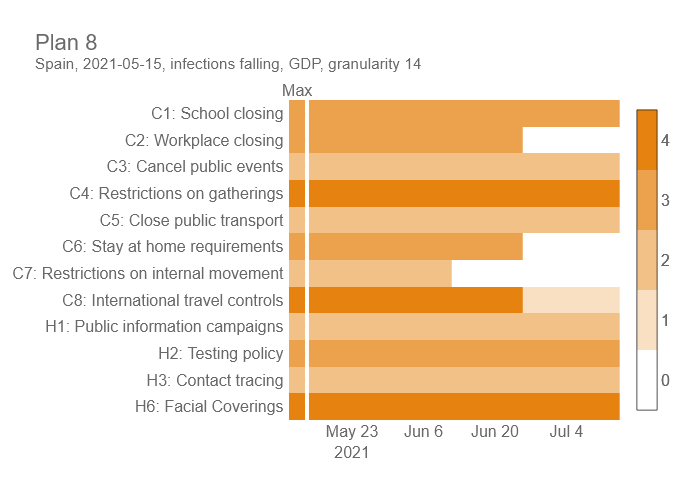 Plan 8
Spain, 2021-05-15, infections falling, GDP, granularity 14
Max
C1: School closing
C2: Workplace closing
C3: Cancel public events
C4: Restrictions on gatherings
C5: Close public transport
C6: Stay at home requirements
C7: Restrictions on internal movement
C8: International travel controls
H1: Public information campaigns
H2: Testing policy
H3: Contact tracing
H6: Facial Coverings
May 23 Jun 6 Jun 20 Jul 4
2021
4
3
2
1
0